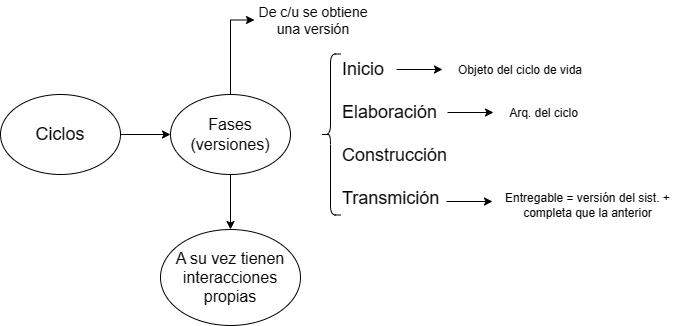 De c/u se obtiene
una versión
Ciclos
Fases
(versiones)
Inicio
Objeto del ciclo de vida
Elaboración
Arq. del ciclo
Construcción
Transmición
Entregable = versión del sist. +
completa que la anterior
A su vez tienen
interacciones
propias